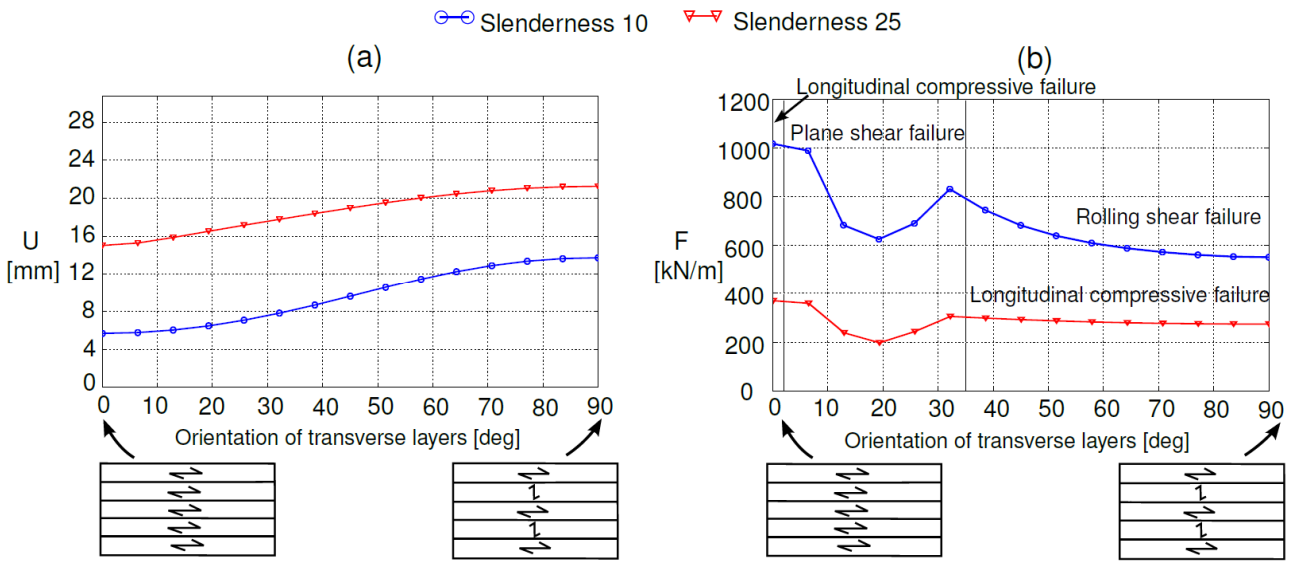 Slenderness 10 Slenderness 25
(a)
28
24
20
16
12
8
4
0
U
[mm]
0 10 20 30 40 50 60 70 80 90
Orientation of transverse layers [deg]
(b)
Longitudinal compressive failure
Plane shear failure
Rolling shear failure
Longitudinal compressive failure
1200
1000
800
600
400
200
0
F
[kN/m]
0 10 20 30 40 50 60 70 80 90
Orientation of transverse layers [deg]